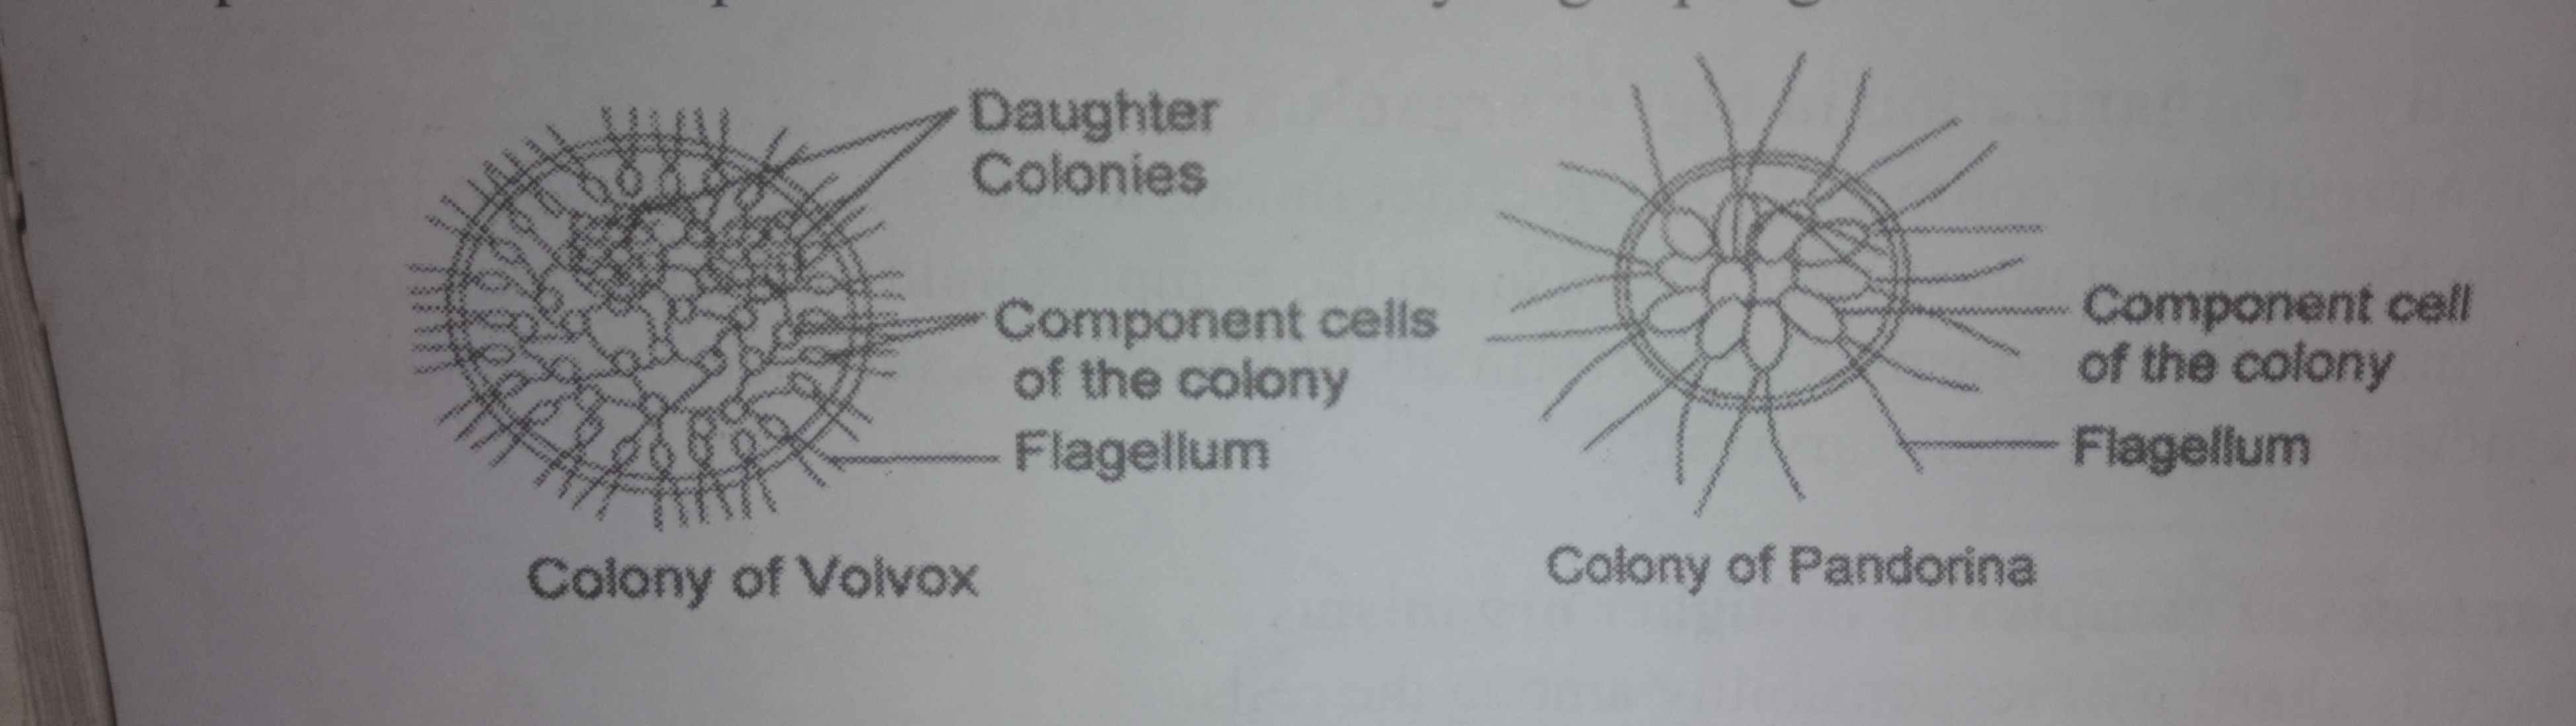 Daughter
Colonies
Component cells
of the colony
Flagellum
Colony of Volvox
Component cell
of the colony
Flagellum
Colony of Pandorina